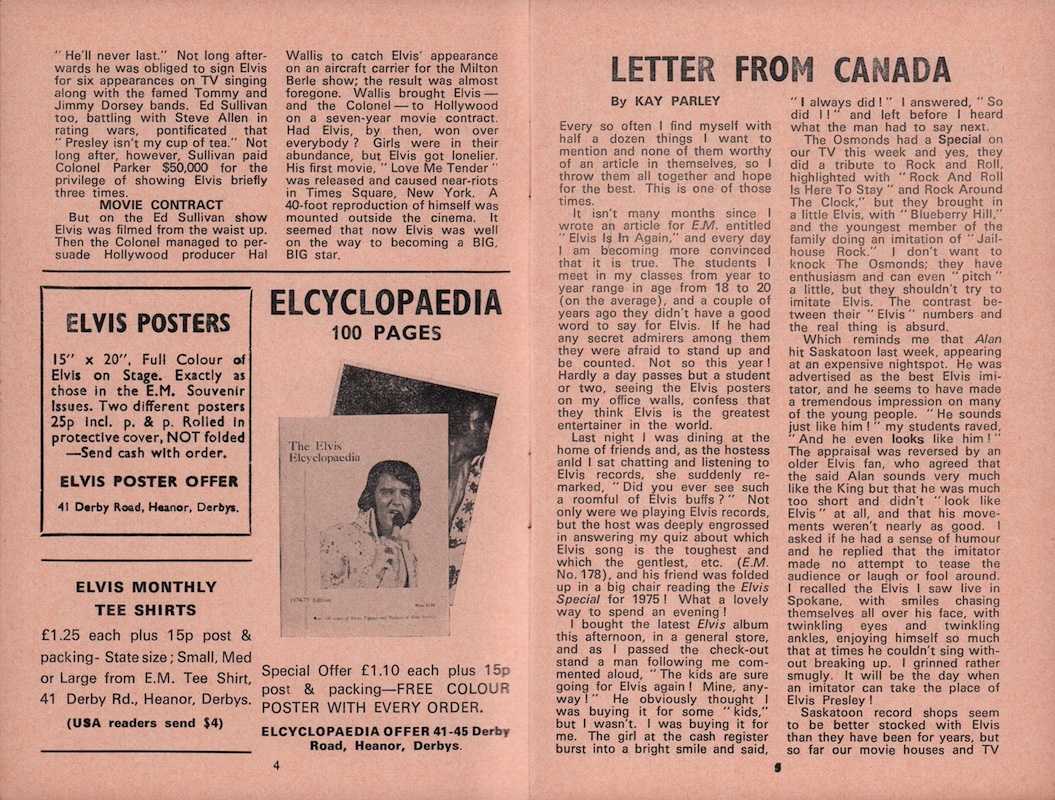 " He'll never last." Not long after-
wards he was obliged to sign Elvis
for six appearances on TV singing
along with the famed Tommy and
Jimmy Dorsey bands. Ed Sullivan
too, battling with Steve Allen in
rating wars, pontificated that
" Presley isn't my cup of tea." Not
long after, however, Sullivan paid
Colonel Parker $50,000 for the
privilege of showing Elvis briefly
three times.
MOVIE CONTRACT
But on the Ed Sullivan show
Elvis was filmed from the waist up.
Then the Colonel managed to per-
suade Hollywood producer Hal
Wallis to catch Elvis' appearance
on an aircraft carrier for the Milton
Berle show; the result was almost
foregone. Wallis brought Elvis —
and the Colonel — to Hollywood
on a seven-year movie contract.
Had Elvis, by then, won over
everybody ? Girls were in their
abundance, but Elvis got lonelier.
His first movie, " Love Me Tender "
was released and caused near-riots
in Times Square, New York. A
40-foot reproduction of himself was
mounted outside the cinema. It
seemed that now Elvis was well
on the way to becoming a BIG,
BIG star.
ELVIS POSTERS
15" x 20", Full Colour of
Elvis on Stage. Exactly as
those in the E.M. Souvenir
Issues. Two different posters
25p incl. p. & p. Rolled in
protective cover, NOT folded
—Send cash with order.
ELVIS POSTER OFFER
41 Derby Road, Heanor, Derbys.
ELVIS MONTHLY
TEE SHIRTS
£1.25 each plus 15p post &
packing- State size ; Small, Med
or Large from E.M. Tee Shirt,
41 Derby Rd., Heanor, Derbys.
(USA readers send $4)
ELCYCLOPAEDIA
100 PAGES
The Elvis
Elcyclopaedia
Edition
Special Offer £1.10 each plus 15p
post & packing—FREE COLOUR
POSTER WITH EVERY ORDER.
ELCYCLOPAEDIA OFFER 41-45 Derby
Road, Heanor, Derbys.
4
LETTER FROM CANADA
By KAY PARLEY
Every so often I find myself with
half a dozen things I want to
mention and none of them worthy
of an article in themselves, so I
throw them all together and hope
for the best. This is one of those
times.
It isn't many months since I
wrote an article for E.M. entitled
" Elvis Is In Again," and every day
I am becoming more convinced
that it is true. The students I
meet in my classes from year to
year range in age from 18 to 20
(on the average), and a couple of
years ago they didn't have a good
word to say for Elvis. If he had
any secret admirers among them
they were afraid to stand up and
be counted. Not so this year !
Hardly a day passes but a student
or two, seeing the Elvis posters
on my office walls, confess that
they think Elvis is the greatest
entertainer in the world.
Last night I was dining at the
home of friends and, as the hostess
anld I sat chatting and listening to
Elvis records, she suddenly re-
marked, " Did you ever see such
a roomful of Elvis buffs ? " Not
only were we playing Elvis records,
but the host was deeply engrossed
in answering my quiz about which
Elvis song is the toughest and
which the gentlest, etc. (E.M.
No. 178), and his friend was folded
up in a big chair reading the Elvis
Special for 1975 ! What a lovely
way to spend an evening !
I bought the latest Elvis album
this afternoon, in a general store,
and as I passed the check-out
stand a man following me com-
mented aloud, " The kids are sure
going for Elvis again ! Mine, any-
way ! " He obviously thought I
was buying it for some " kids,"
but I wasn't. I was buying it for
me. The girl at the cash register
burst into a bright smile and said,
" I always did ! " I answered, " So
did I ! " and left before I heard
what the man had to say next.
The Osmonds had a Special on
our TV this week and yes, they
did a tribute to Rock and Roll,
highlighted with " Rock And Roll
Is Here To Stay " and Rock Around
The Clock," but they brought in
a little Elvis, with " Blueberry Hill,"
and the youngest member of the
family doing an imitation of " Jail-
house Rock." I don't want to
knock The Osmonds; they have
enthusiasm and can even " pitch "
a little, but they shouldn't try to
imitate Elvis. The contrast be-
tween their " Elvis " numbers and
the real thing is absurd.
Which reminds me that Alan
hit Saskatoon last week, appearing
at an expensive nightspot. He was
advertised as the best Elvis imi-
tator, and he seems to have made
a tremendous impression on many
of the young people. " He sounds
just like him ! " my students raved,
" And he even looks like him ! "
The appraisal was reversed by an
older Elvis fan, who agreed that
the said Alan sounds very much
like the King but that he was much
too short and didn't " look like
Elvis " at all, and that his move-
ments weren't nearly as good. I
asked if he had a sense of humour
and he replied that the imitator
made no attempt to tease the
audience or laugh or fool around.
I recalled the Elvis I saw live in
Spokane, with smiles chasing
themselves all over his face, with
twinkling eyes and twinkling
ankles, enjoying himself so much
that at times he couldn't sing with-
out breaking up. I grinned rather
smugly. It will be the day when
an imitator can take the place of
Elvis Presley !
Saskatoon record shops seem
to be better stocked with Elvis
than they have been for years, but
so far our movie houses and TV
5